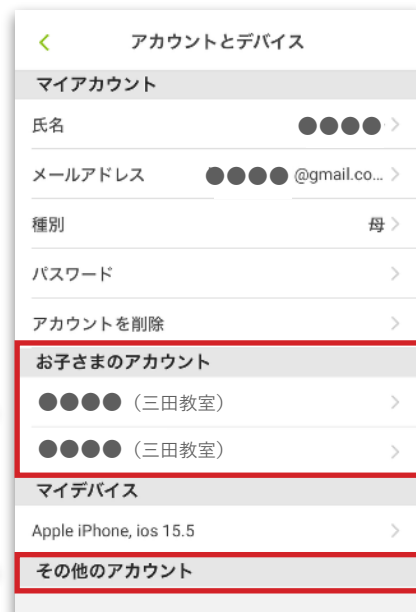 アカウントとデバイス
マイアカウント
氏名 ●●●●
メールアドレス ●●●● @gmail.co...
種別 母
パスワード
アカウントを削除
お子さまのアカウント
●●●●（三田教室）
●●●●（三田教室）
マイデバイス
Apple iPhone, ios 15.5
その他のアカウント